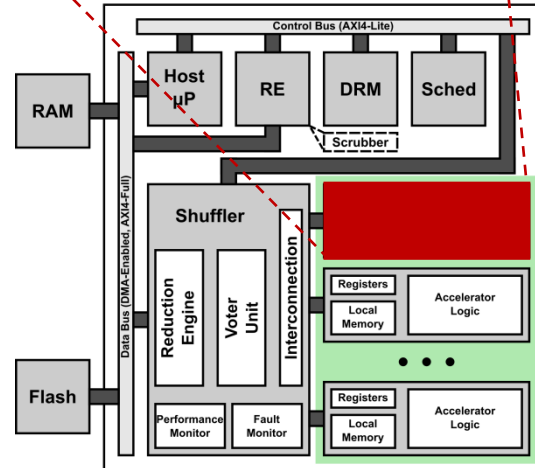 Control Bus (AXI4-Lite)
Host
µP
RE
DRM
Sched
RAM
Scrubber
Data Bus (DMA-Enabled, AXI4-Full)
Shuffler
Reduction
Engine
Voter
Unit
Interconnection
Registers
Local
Memory
Accelerator
Logic
Flash
Performance
Monitor
Fault
Monitor
Registers
Local
Memory
Accelerator
Logic